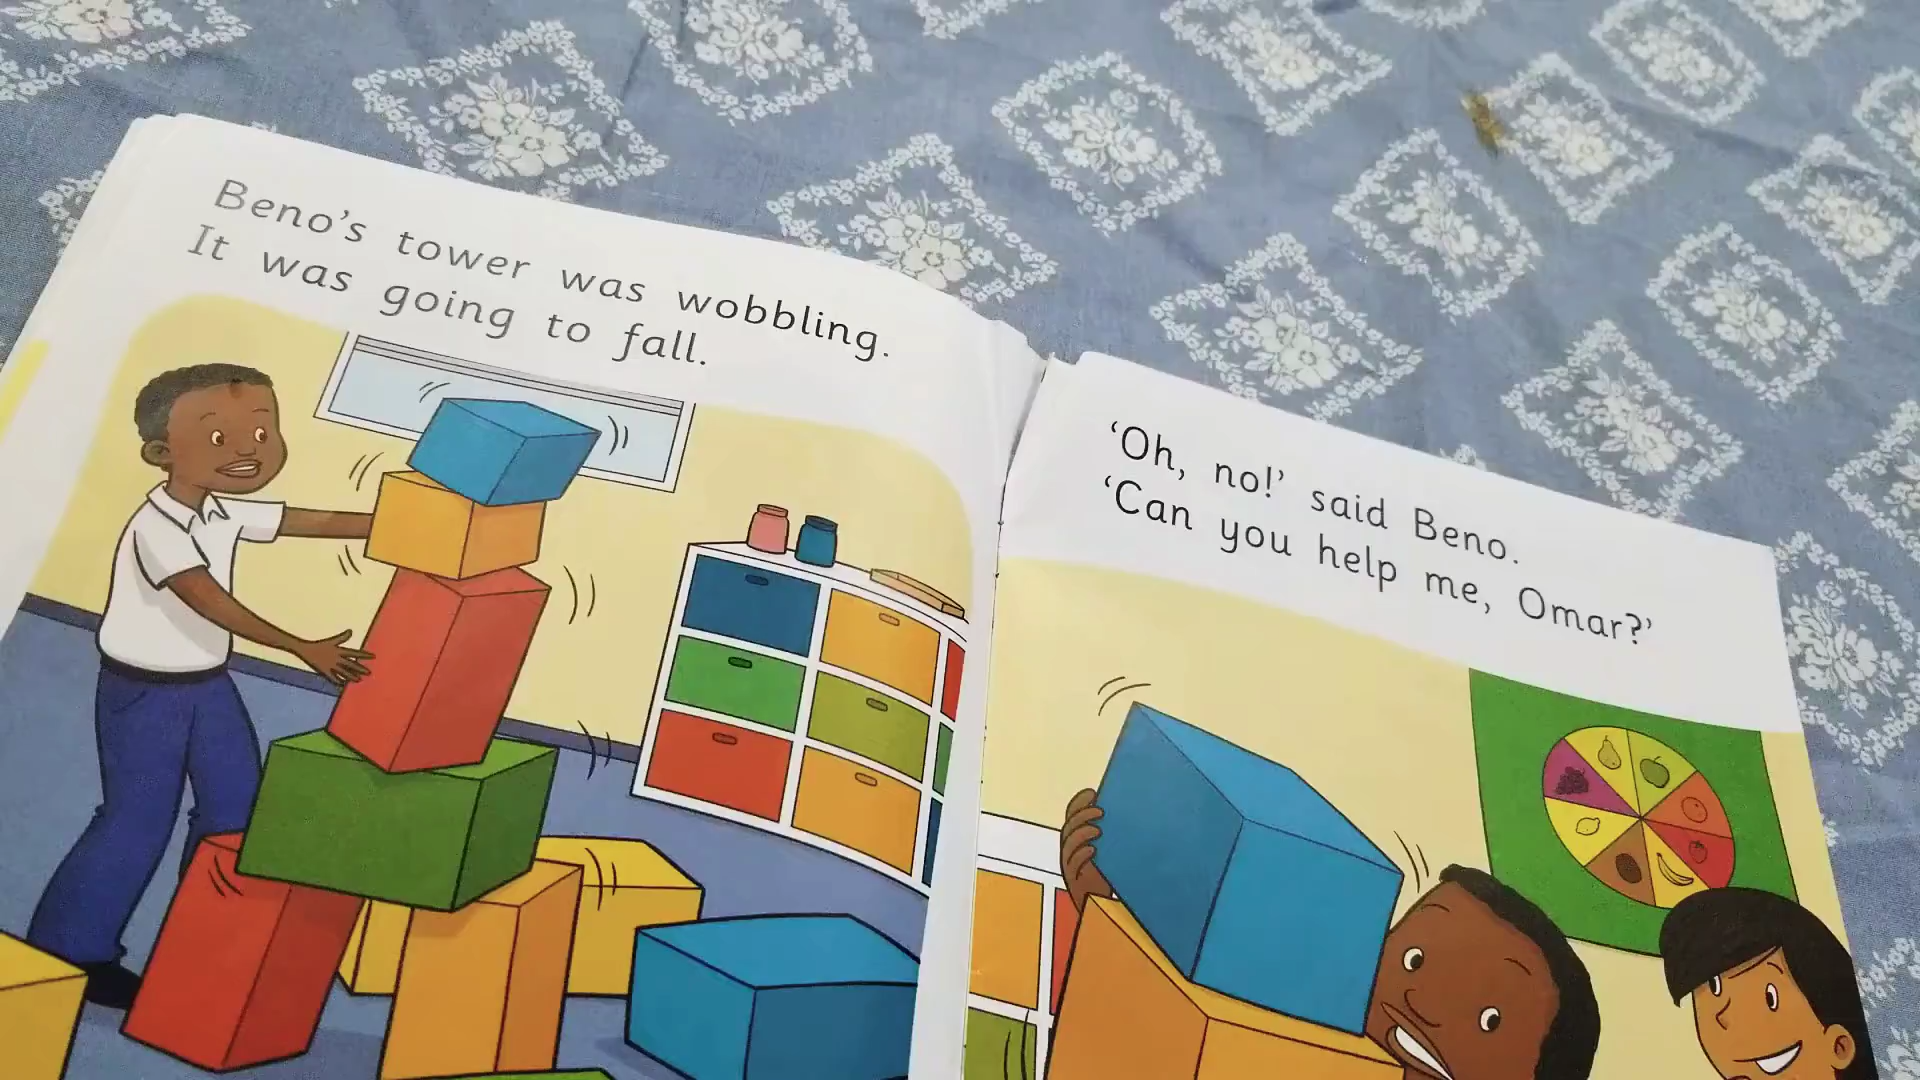 Beno's tower was wobbling.
It was going to fall.
‘Oh, no!’ said Beno.
‘Can you help me, Omar?’